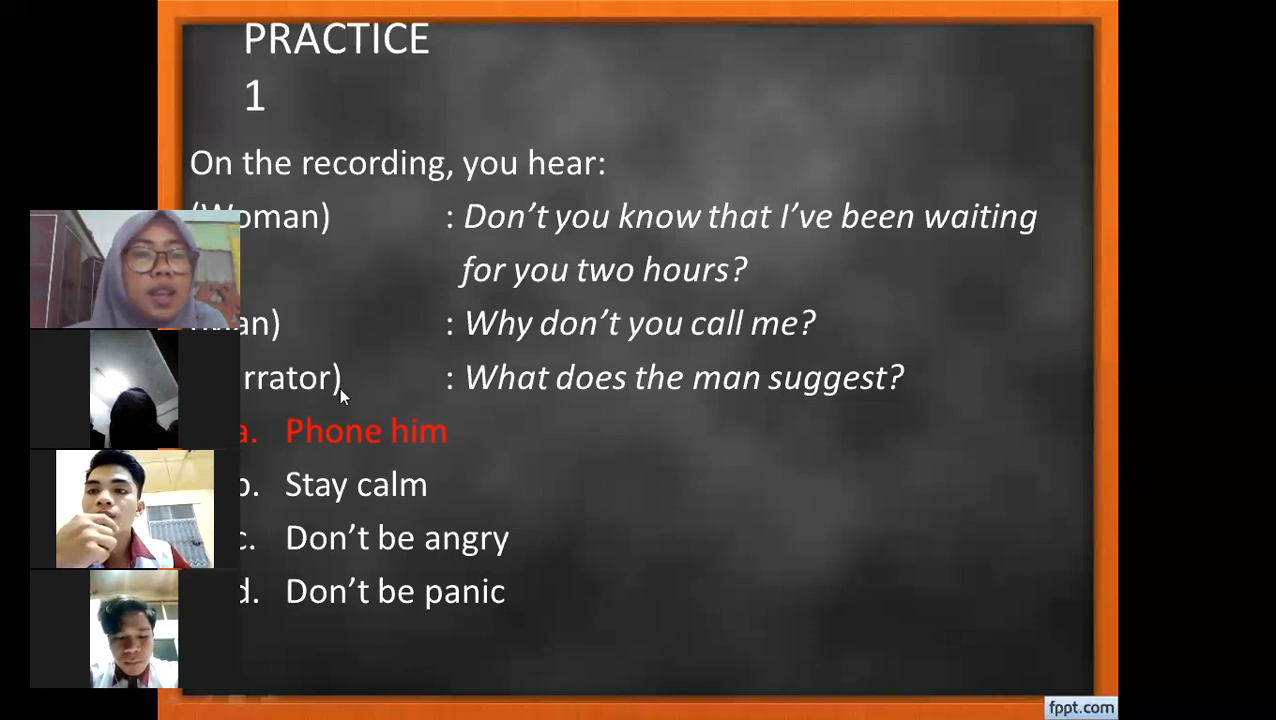 PRACTICE
1
On the recording, you hear:
(Woman) : Don't you know that I've been waiting
for you two hours?
: Why don't you call me?
: What does the man suggest?
a. Phone him
b. Stay calm
c. Don't be angry
d. Don't be panic
fppt.com